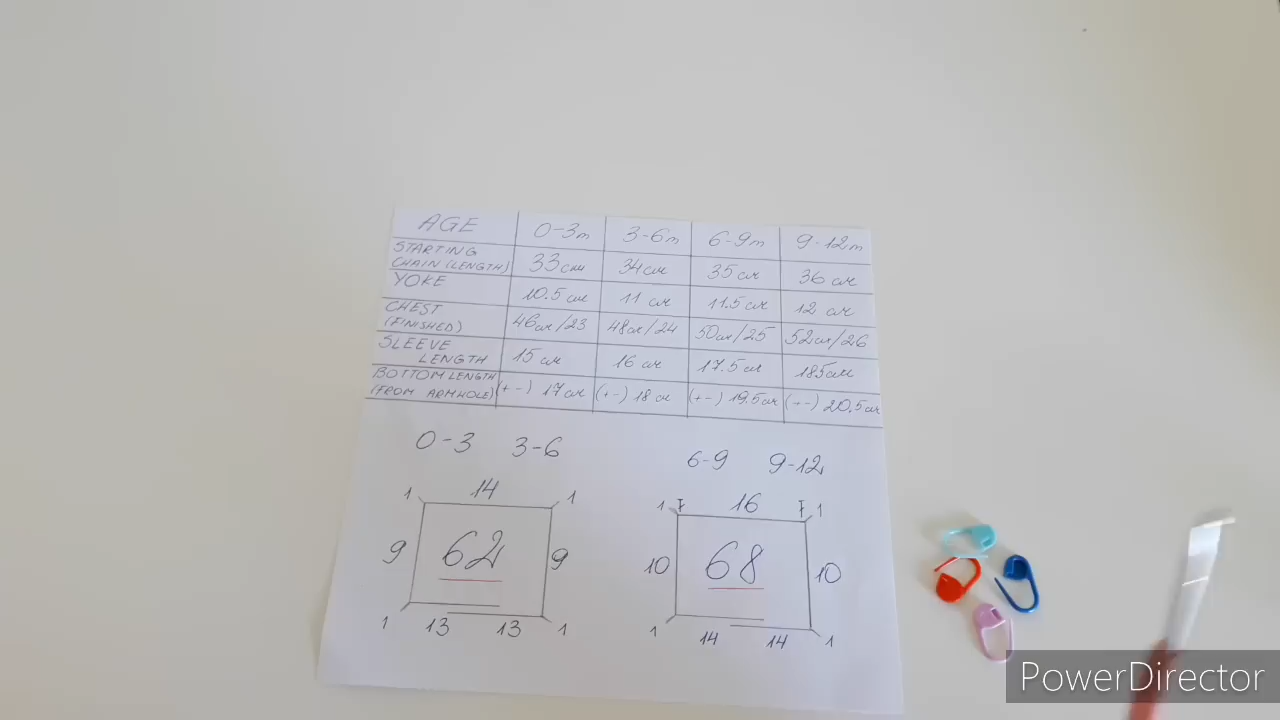 AGE 0-3m 3-6m 6-9m 9-12m
STARTING CHAIN (LENGTH) 33cm 34cm 35cm 36cm
YOKE 10.5cm 11cm 11.5cm 12cm
CHEST (FINISHED) 46cm/23 48cm/24 50cm/25 52cm/26
SLEEVE LENGTH 15cm 16cm 17.5cm 18.5cm
BOTTOM LENGTH (FROM ARMHOLE) (+-) 17cm (+-) 18cm (+-) 19.5cm (+-) 20.5cm
0-3 3-6
1 14 1
9 62 9
1 13 13 1
6-9 9-12
1 16 1
10 68 10
1 14 14 1
PowerDirector